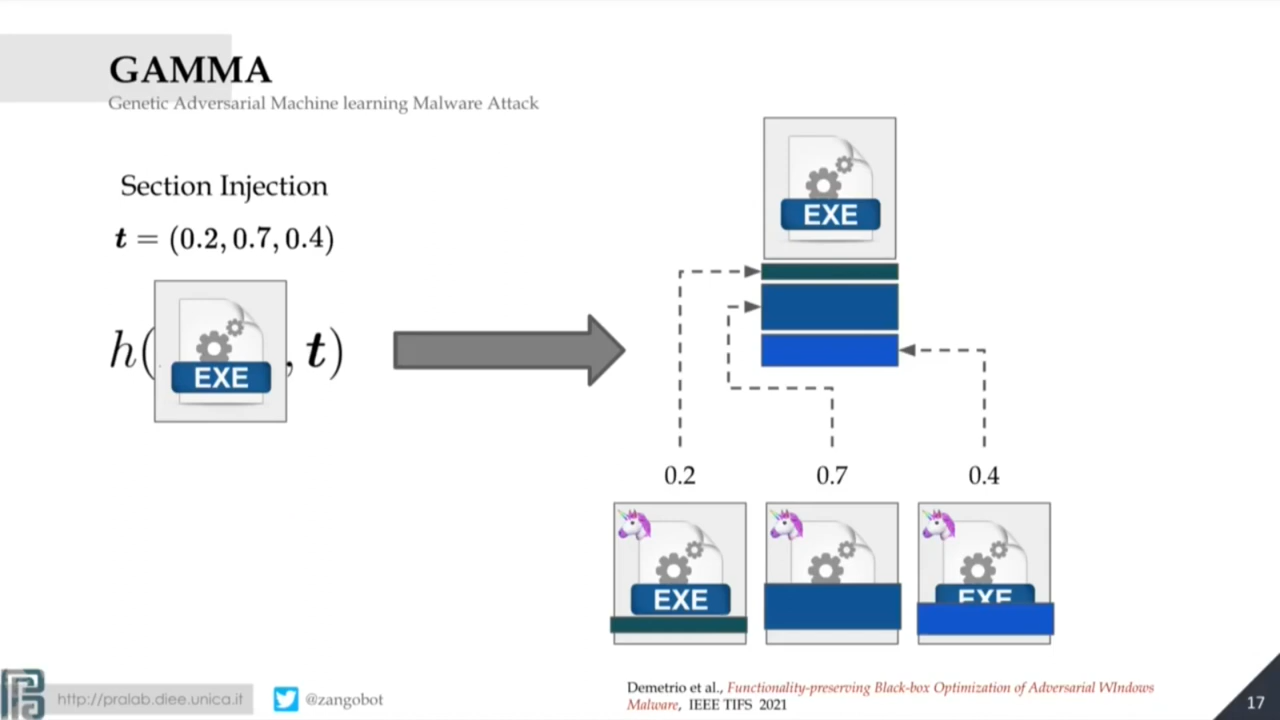 GAMMA
Genetic Adversarial Machine learning Malware Attack
Section Injection
t = (0.2, 0.7, 0.4)
h( EXE , t)
EXE
0.2 0.7 0.4
EXE
EXE
Demetrio et al., Functionality-preserving Black-box Optimization of Adversarial WIndows
Malware, IEEE TIFS 2021
http://pralab.diee.unica.it @zangobot
17